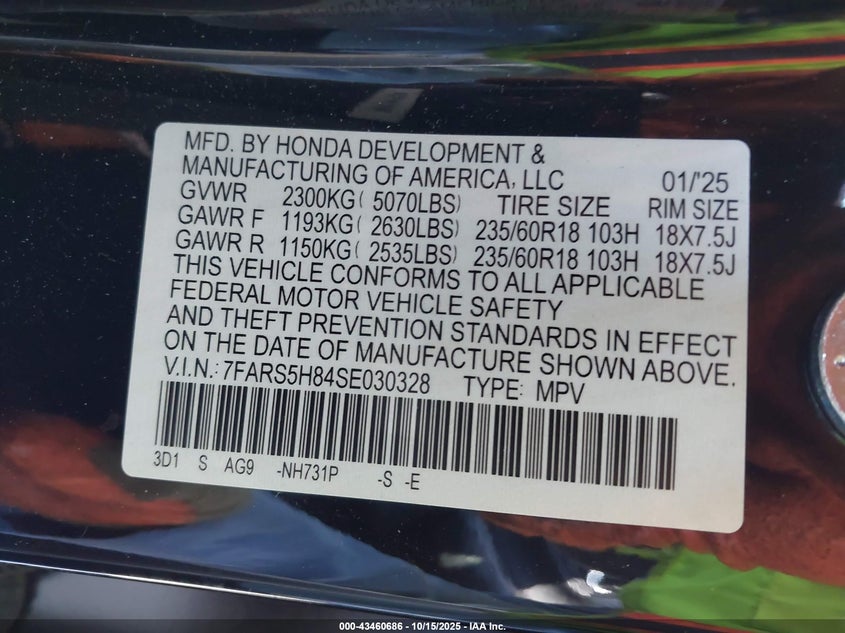 MFD. BY HONDA DEVELOPMENT &
MANUFACTURING OF AMERICA, LLC 01/'25
GVWR 2300KG( 5070LBS) TIRE SIZE RIM SIZE
GAWR F 1193KG( 2630LBS) 235/60R18 103H 18X7.5J
GAWR R 1150KG( 2535LBS) 235/60R18 103H 18X7.5J
THIS VEHICLE CONFORMS TO ALL APPLICABLE
FEDERAL MOTOR VEHICLE SAFETY
AND THEFT PREVENTION STANDARDS IN EFFECT
ON THE DATE OF MANUFACTURE SHOWN ABOVE.
V.I.N.: 7FARS5H84SE030328 TYPE: MPV
3D1 S AG9 -NH731P -S -E
000-43460686 - 10/15/2025 - IAA Inc.